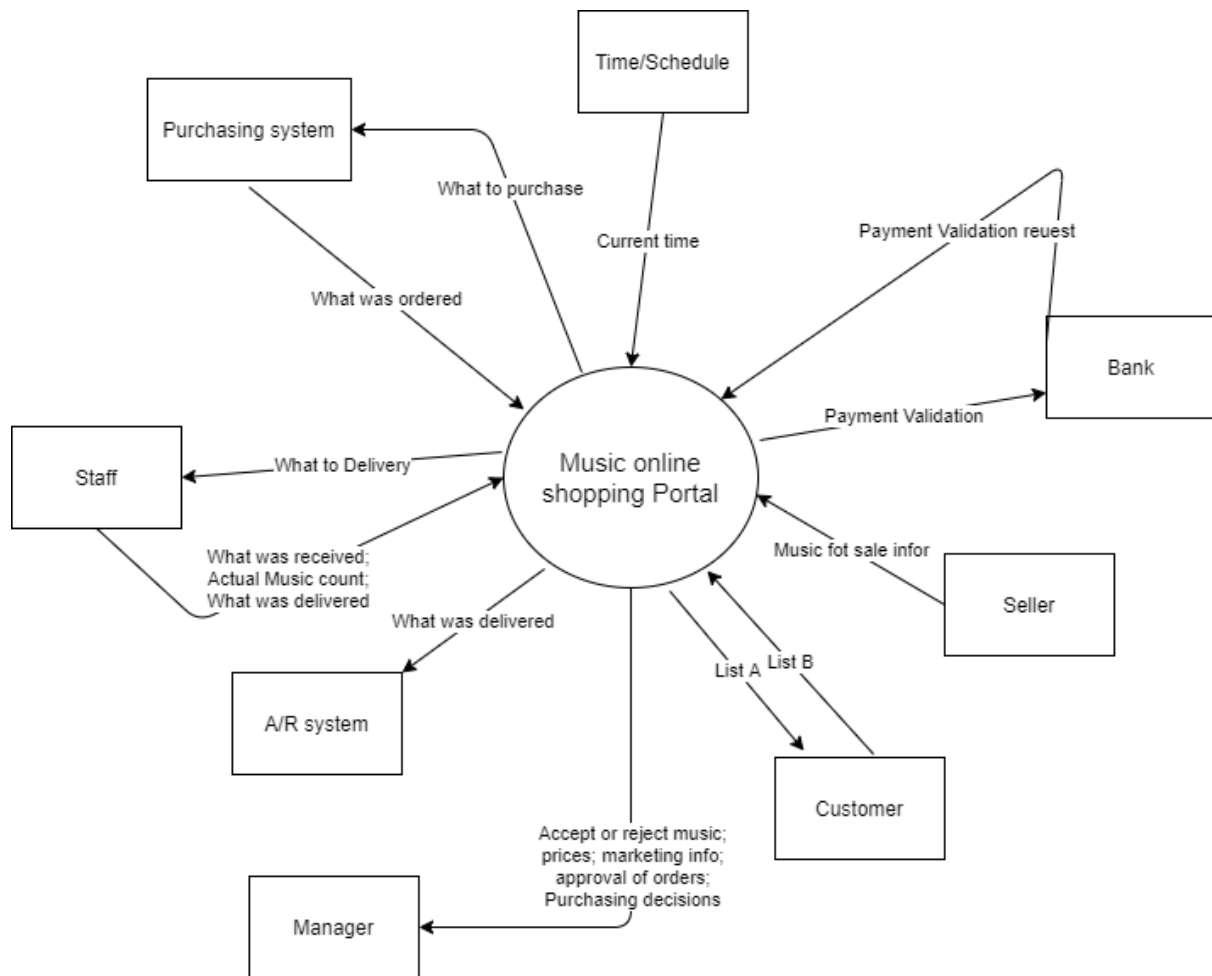 Time/Schedule
Purchasing system
What to purchase
Payment Validation reuest
Current time
What was ordered
Bank
Payment Validation
Music online
shopping Portal
What to Delivery
Staff
Music fot sale infor
What was received;
Actual Music count;
What was delivered
Seller
What was delivered
List A
List B
A/R system
Customer
Accept or reject music;
prices; marketing info;
approval of orders;
Purchasing decisions
Manager